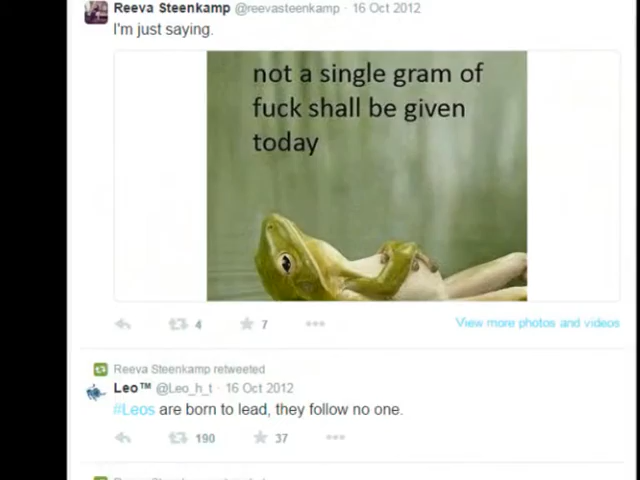 Reeva Steenkamp @reevasteenkamp · 16 Oct 2012
I'm just saying.
not a single gram of
fuck shall be given
today
4 7 View more photos and videos
Reeva Steenkamp retweeted
Leo™ @Leo_h_t · 16 Oct 2012
#Leos are born to lead, they follow no one.
190 37